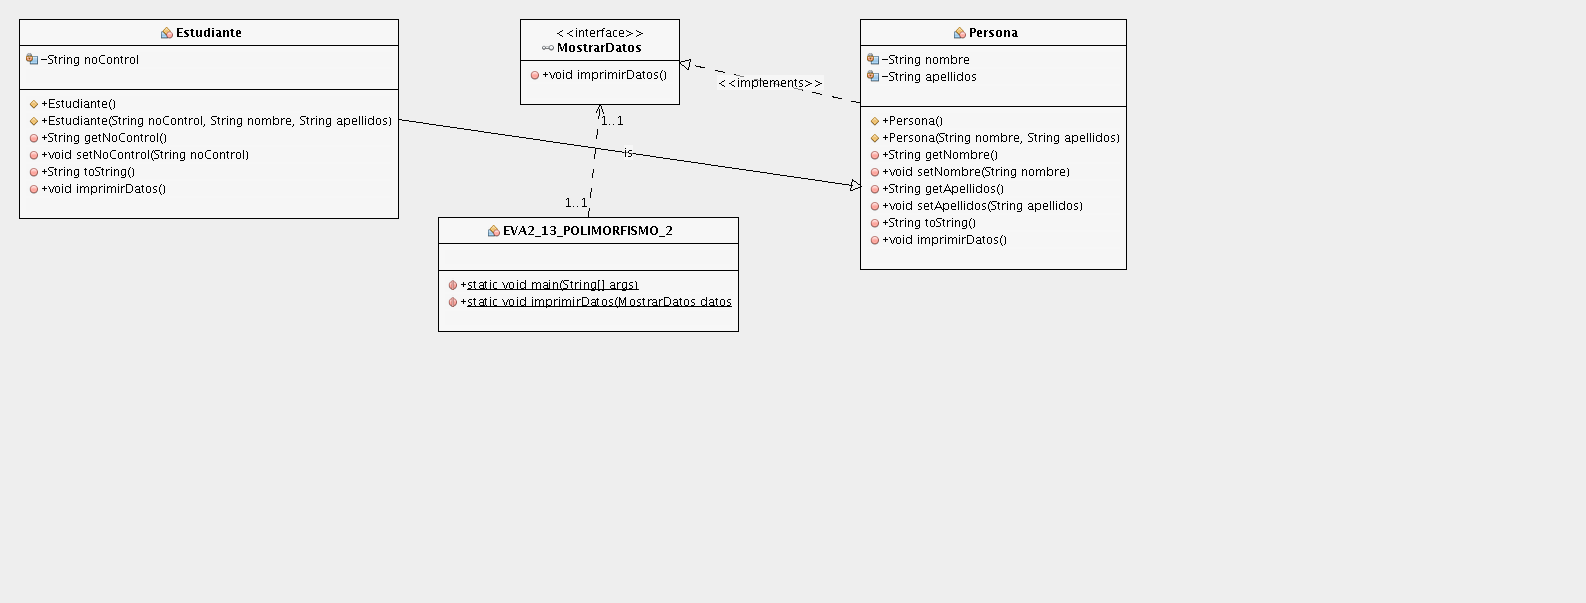 Estudiante
-String noControl
+Estudiante()
+Estudiante(String noControl, String nombre, String apellidos)
+String getNoControl()
+void setNoControl(String noControl)
+String toString()
+void imprimirDatos()
<<interface>>
MostrarDatos
+void imprimirDatos()
<<implements>>
1..1
is
1..1
EVA2_13_POLIMORFISMO_2
+static void main(String[] args)
+static void imprimirDatos(MostrarDatos datos
Persona
-String nombre
-String apellidos
+Persona()
+Persona(String nombre, String apellidos)
+String getNombre()
+void setNombre(String nombre)
+String getApellidos()
+void setApellidos(String apellidos)
+String toString()
+void imprimirDatos()